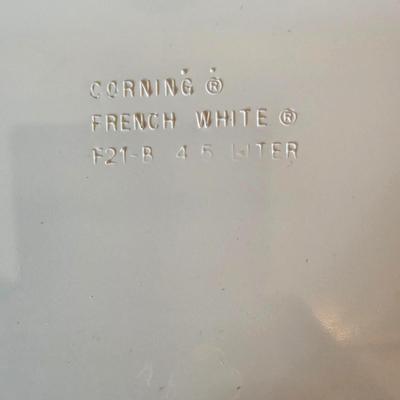 CORNING ®
FRENCH WHITE ®
F21-B 4 5 LITER